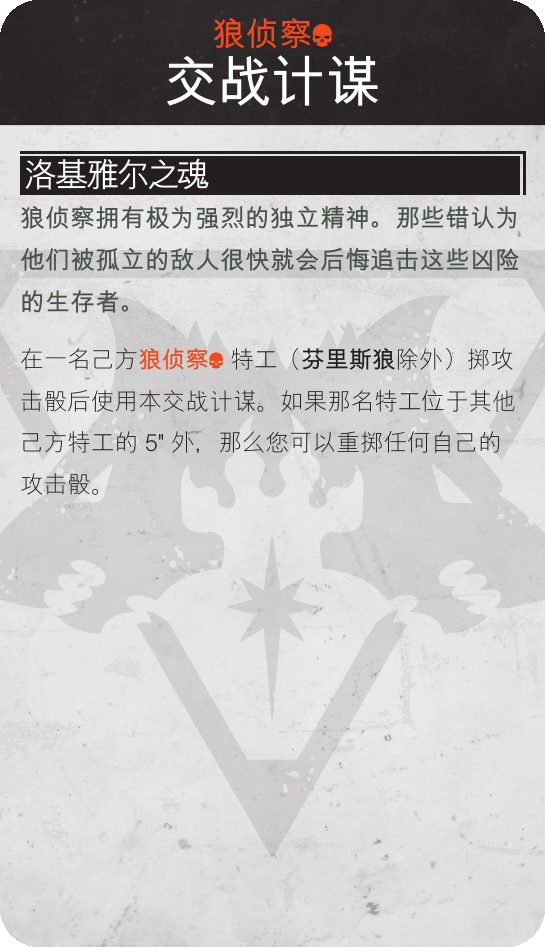 狼侦察
交战计谋
洛基雅尔之魂
狼侦察拥有极为强烈的独立精神。那些错认为
他们被孤立的敌人很快就会后悔追击这些凶险
的生存者。
在一名己方狼侦察 特工（芬里斯狼除外）掷攻
击骰后使用本交战计谋。如果那名特工位于其他
己方特工的 5" 外，那么您可以重掷任何自己的
攻击骰。